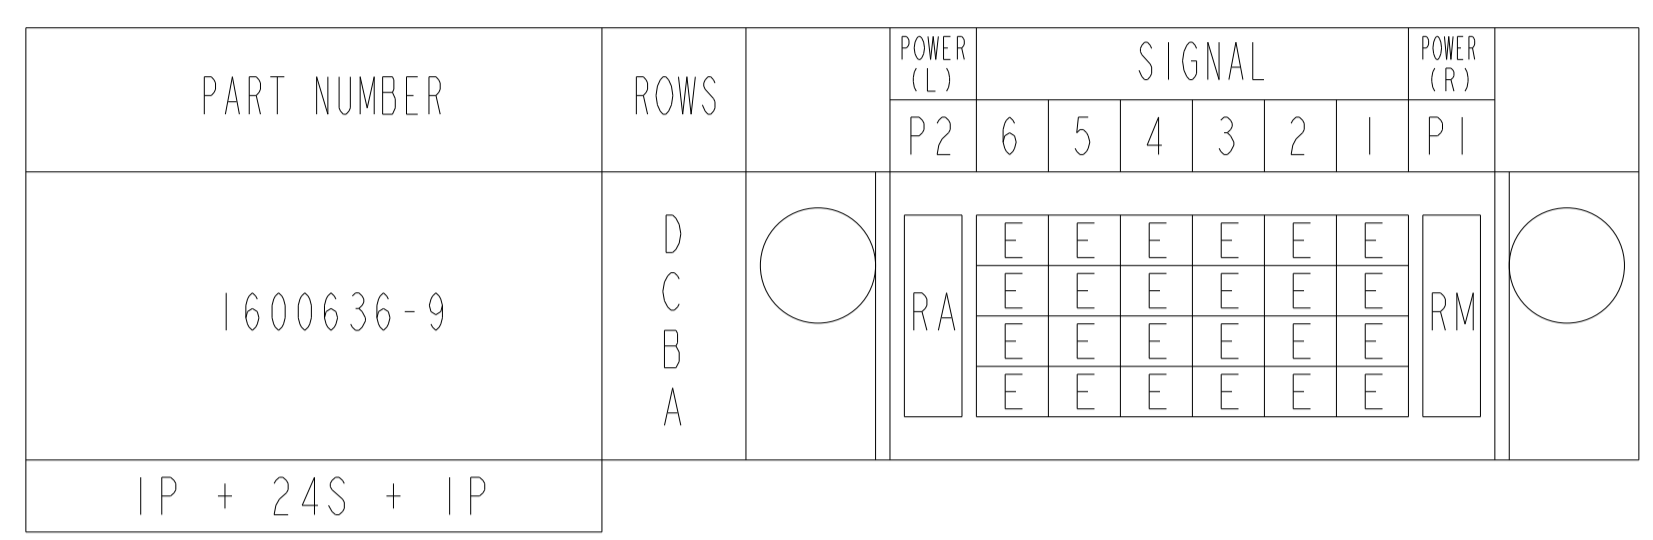 PART NUMBER ROWS POWER (L) SIGNAL POWER (R)
P2 6 5 4 3 2 1 P1
1600636-9
D E E E E E E
C E E E E E E
RA RM
B E E E E E E
A E E E E E E
1P + 24S + 1P